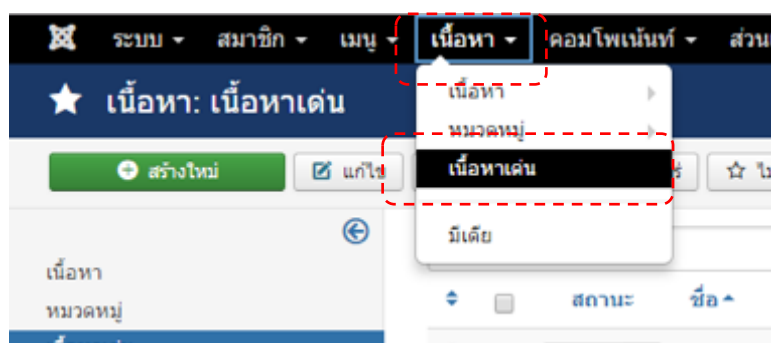 ระบบ สมาชิก เมนู เนื้อหา คอมโพเน้นท์
เนื้อหา: เนื้อหาเด่น
เนื้อหา
หมวดหมู่
เนื้อหาเด่น
มีเดีย
สร้างใหม่ แก้ไข
เนื้อหา
หมวดหมู่
สถานะ ชื่อ